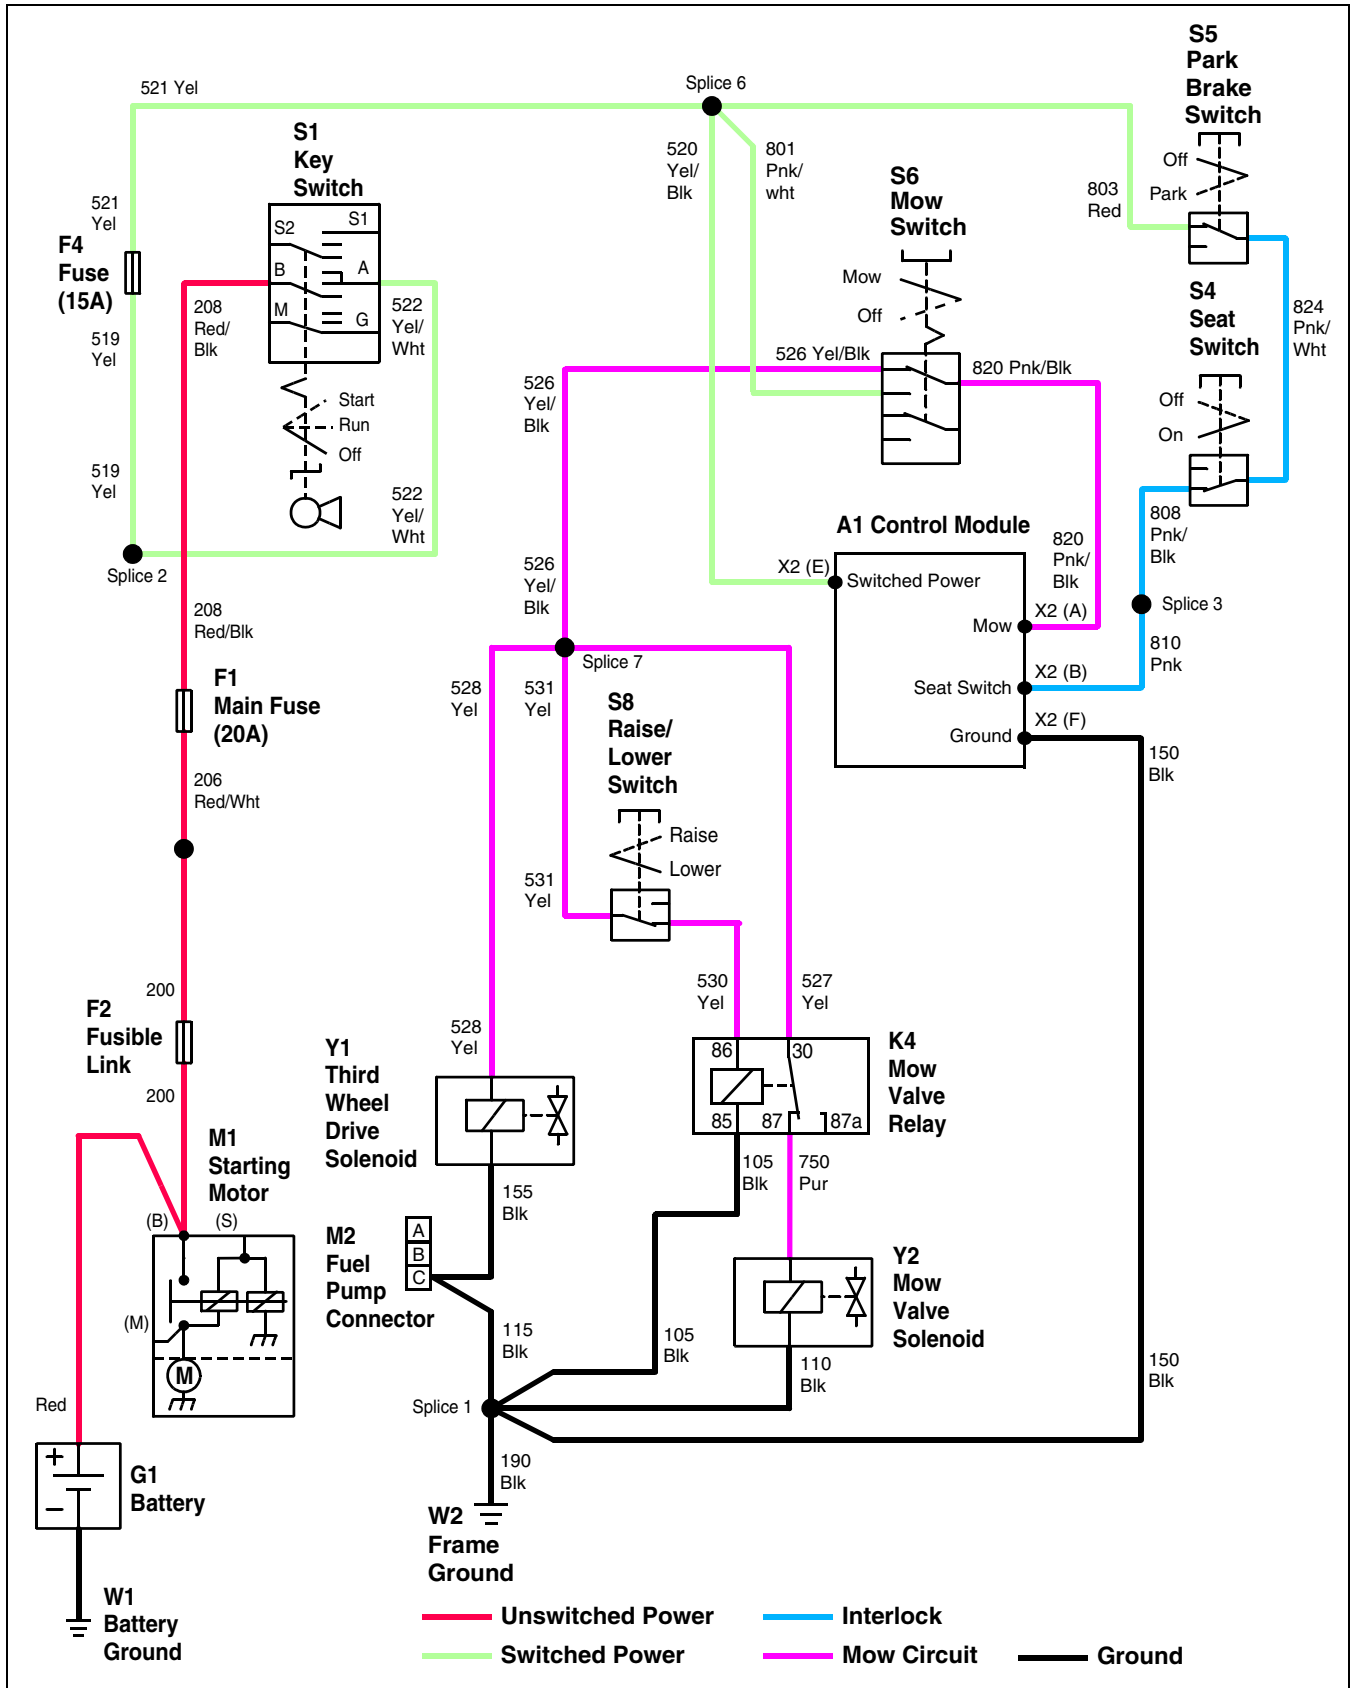 S5
Park
Brake
Switch
Off
Park
803
Red
521 Yel
Splice 6
S1
Key
Switch
S2
S1
B
A
M
G
Start
Run
Off
521
Yel
F4
Fuse
(15A)
519
Yel
519
Yel
Splice 2
208
Red/
Blk
522
Yel/
Wht
522
Yel/
Wht
520
Yel/
Blk
801
Pnk/
wht
S6
Mow
Switch
Mow
Off
526 Yel/Blk
820 Pnk/Blk
526
Yel/
Blk
S4
Seat
Switch
Off
On
824
Pnk/
Wht
808
Pnk/
Blk
Splice 3
810
Pnk
A1 Control Module
X2 (E)
Switched Power
Mow
X2 (A)
Seat Switch
X2 (B)
Ground
X2 (F)
820
Pnk/
Blk
150
Blk
526
Yel/
Blk
Splice 7
208
Red/Blk
F1
Main Fuse
(20A)
206
Red/Wht
528
Yel
531
Yel
S8
Raise/
Lower
Switch
Raise
Lower
531
Yel
530
Yel
527
Yel
200
F2
Fusible
Link
200
528
Yel
Y1
Third
Wheel
Drive
Solenoid
86
30
85
87
87a
K4
Mow
Valve
Relay
M1
Starting
Motor
(B)
(S)
(M)
M
155
Blk
105
Blk
750
Pur
M2
Fuel
Pump
Connector
A
B
C
Y2
Mow
Valve
Solenoid
115
Blk
105
Blk
110
Blk
150
Blk
Splice 1
190
Blk
W2
Frame
Ground
Red
+
−
G1
Battery
W1
Battery
Ground
Unswitched Power
Interlock
Switched Power
Mow Circuit
Ground